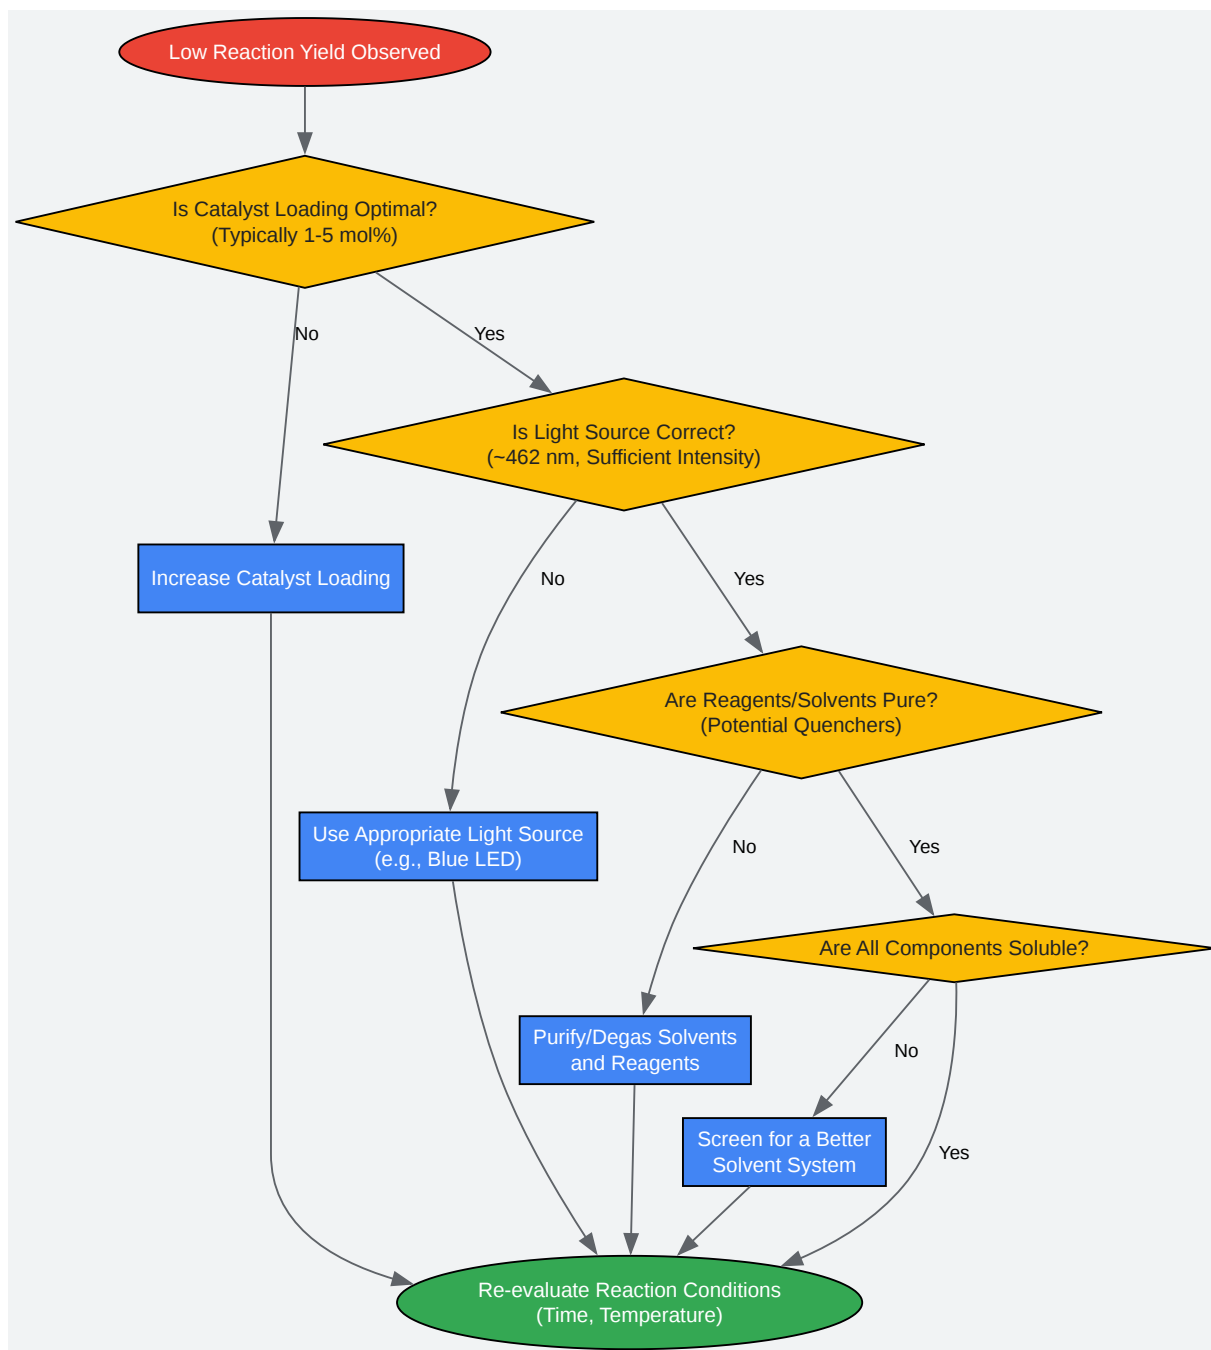 Low Reaction Yield Observed
Is Catalyst Loading Optimal?
(Typically 1-5 mol%)
No
Yes
Is Light Source Correct?
(~462 nm, Sufficient Intensity)
Increase Catalyst Loading
No
Yes
Are Reagents/Solvents Pure?
(Potential Quenchers)
Use Appropriate Light Source
(e.g., Blue LED)
No
Yes
Are All Components Soluble?
Purify/Degas Solvents
and Reagents
No
Screen for a Better
Solvent System
Yes
Re-evaluate Reaction Conditions
(Time, Temperature)